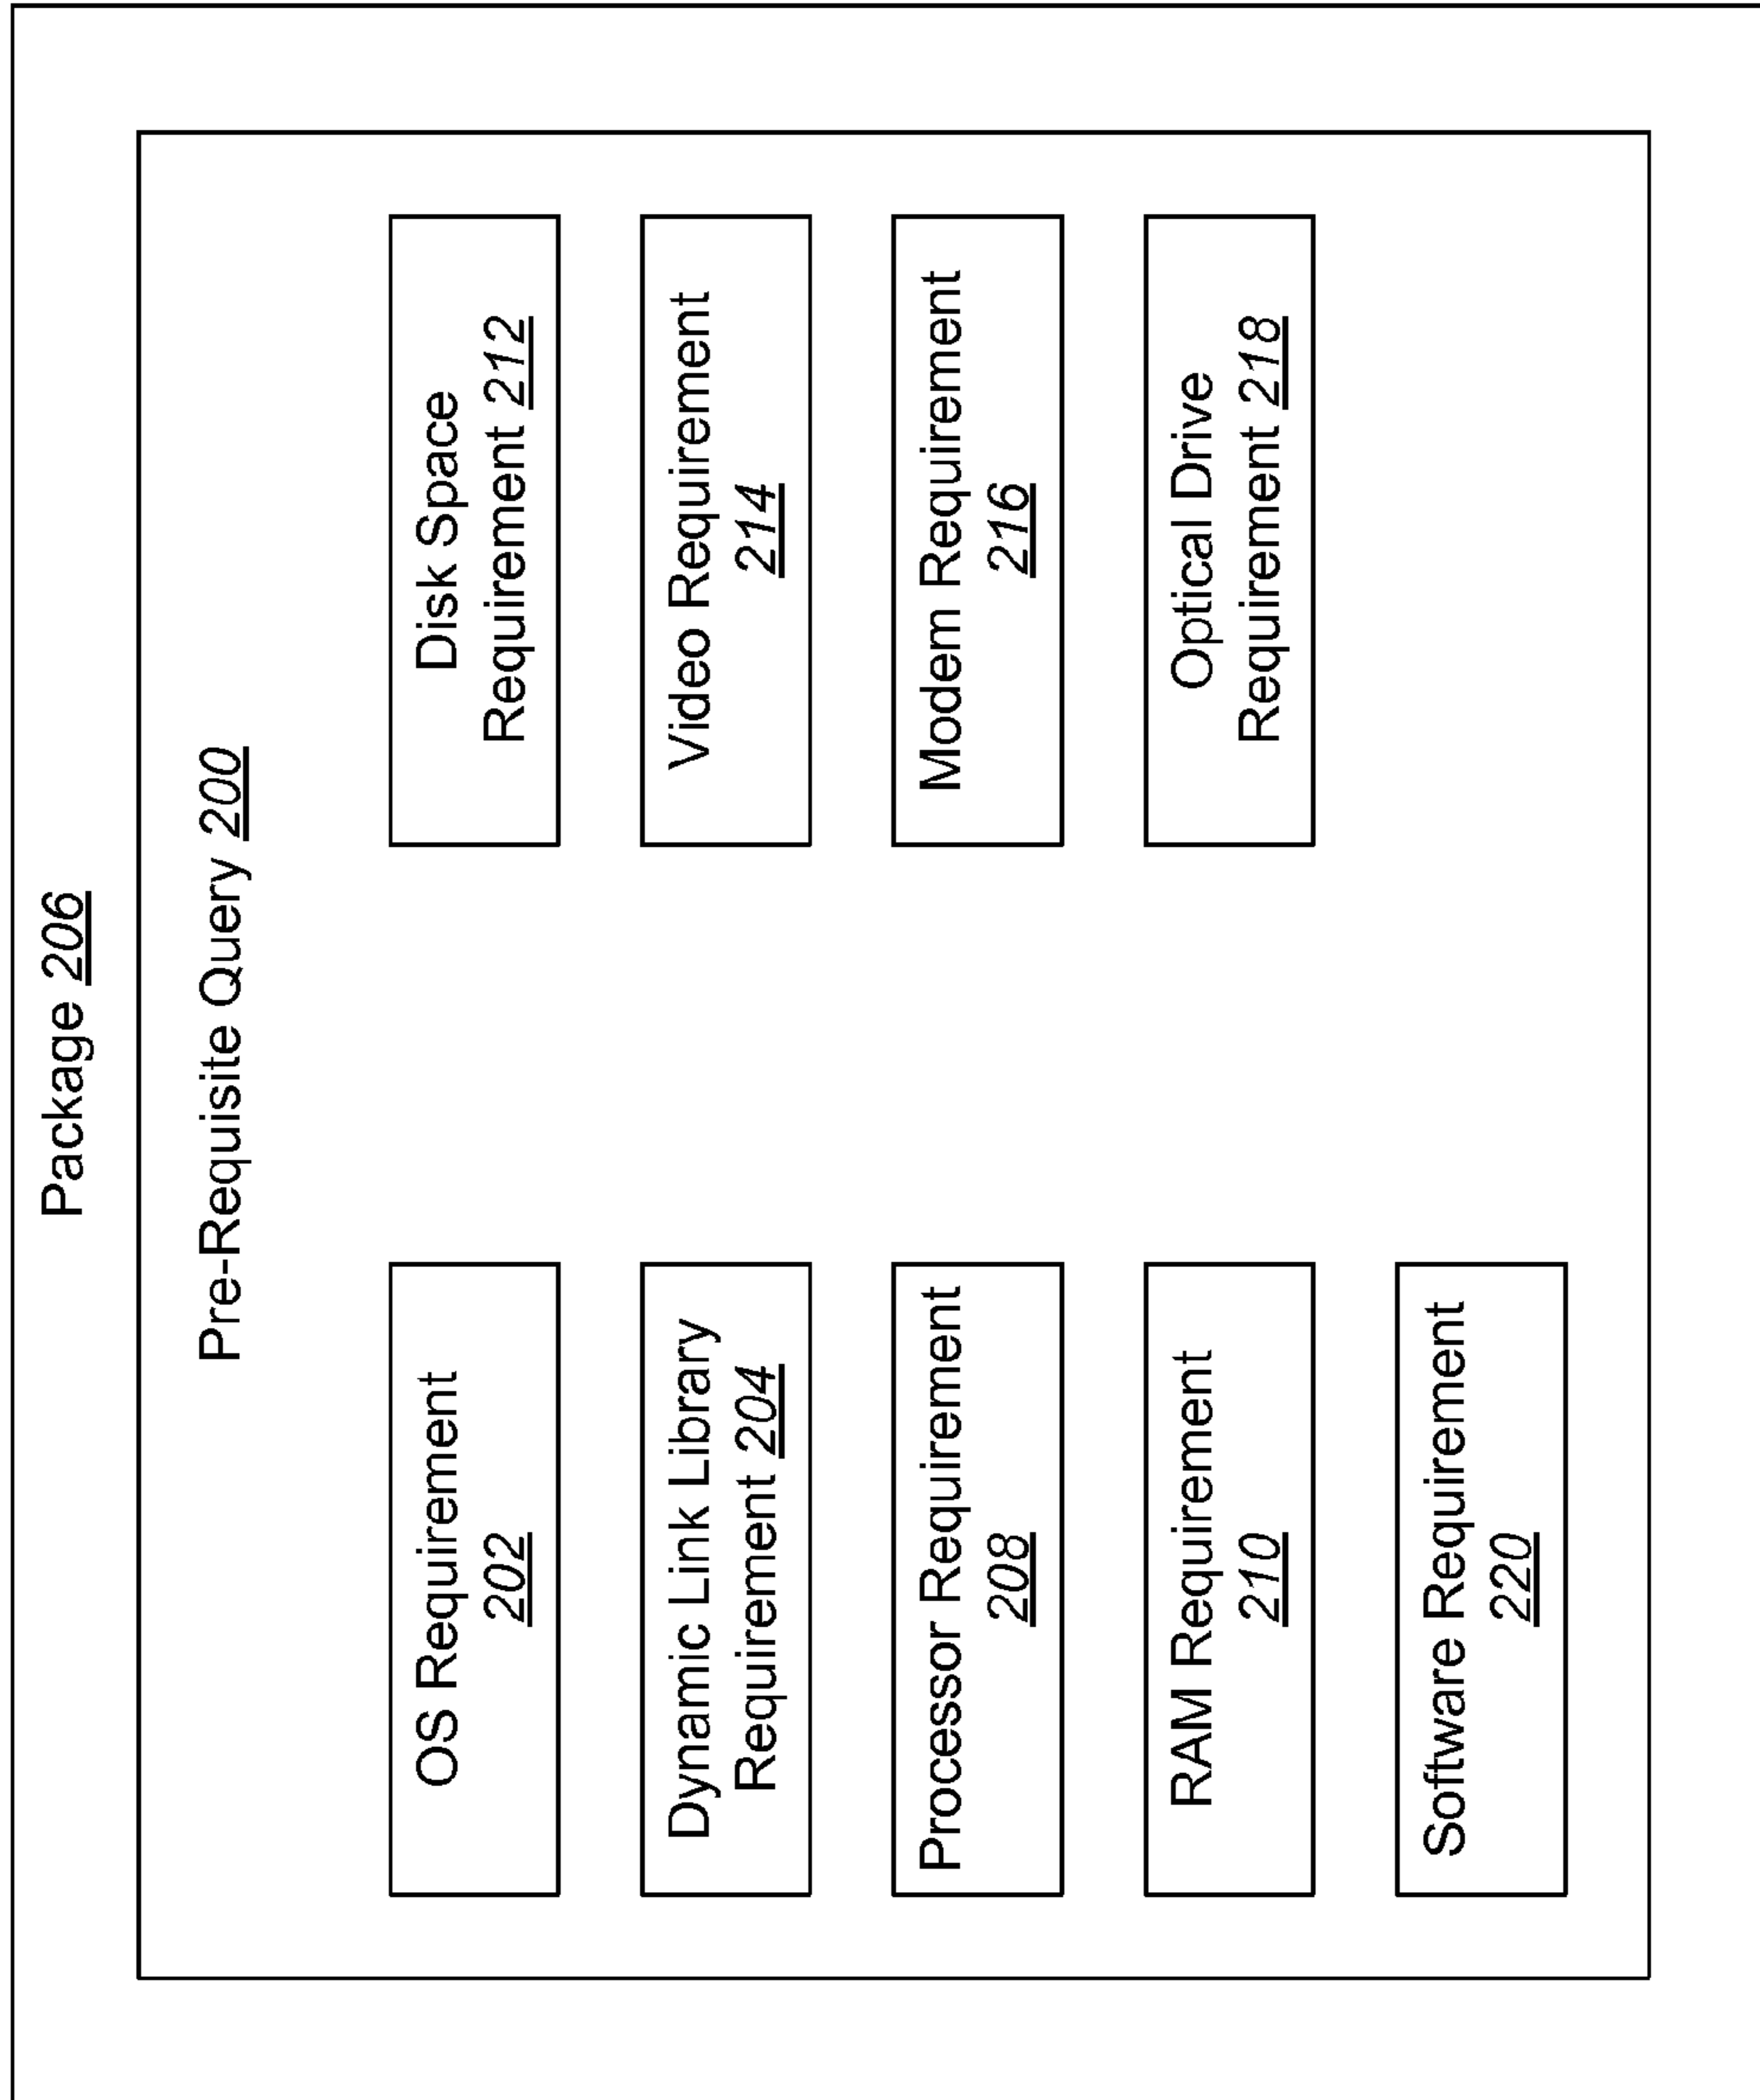 Package 206
Pre-Requisite Query 200
OS Requirement
202
Dynamic Link Library
Requirement 204
Processor Requirement
208
RAM Requirement
210
Software Requirement
220
Disk Space
Requirement 212
Video Requirement
214
Modem Requirement
216
Optical Drive
Requirement 218